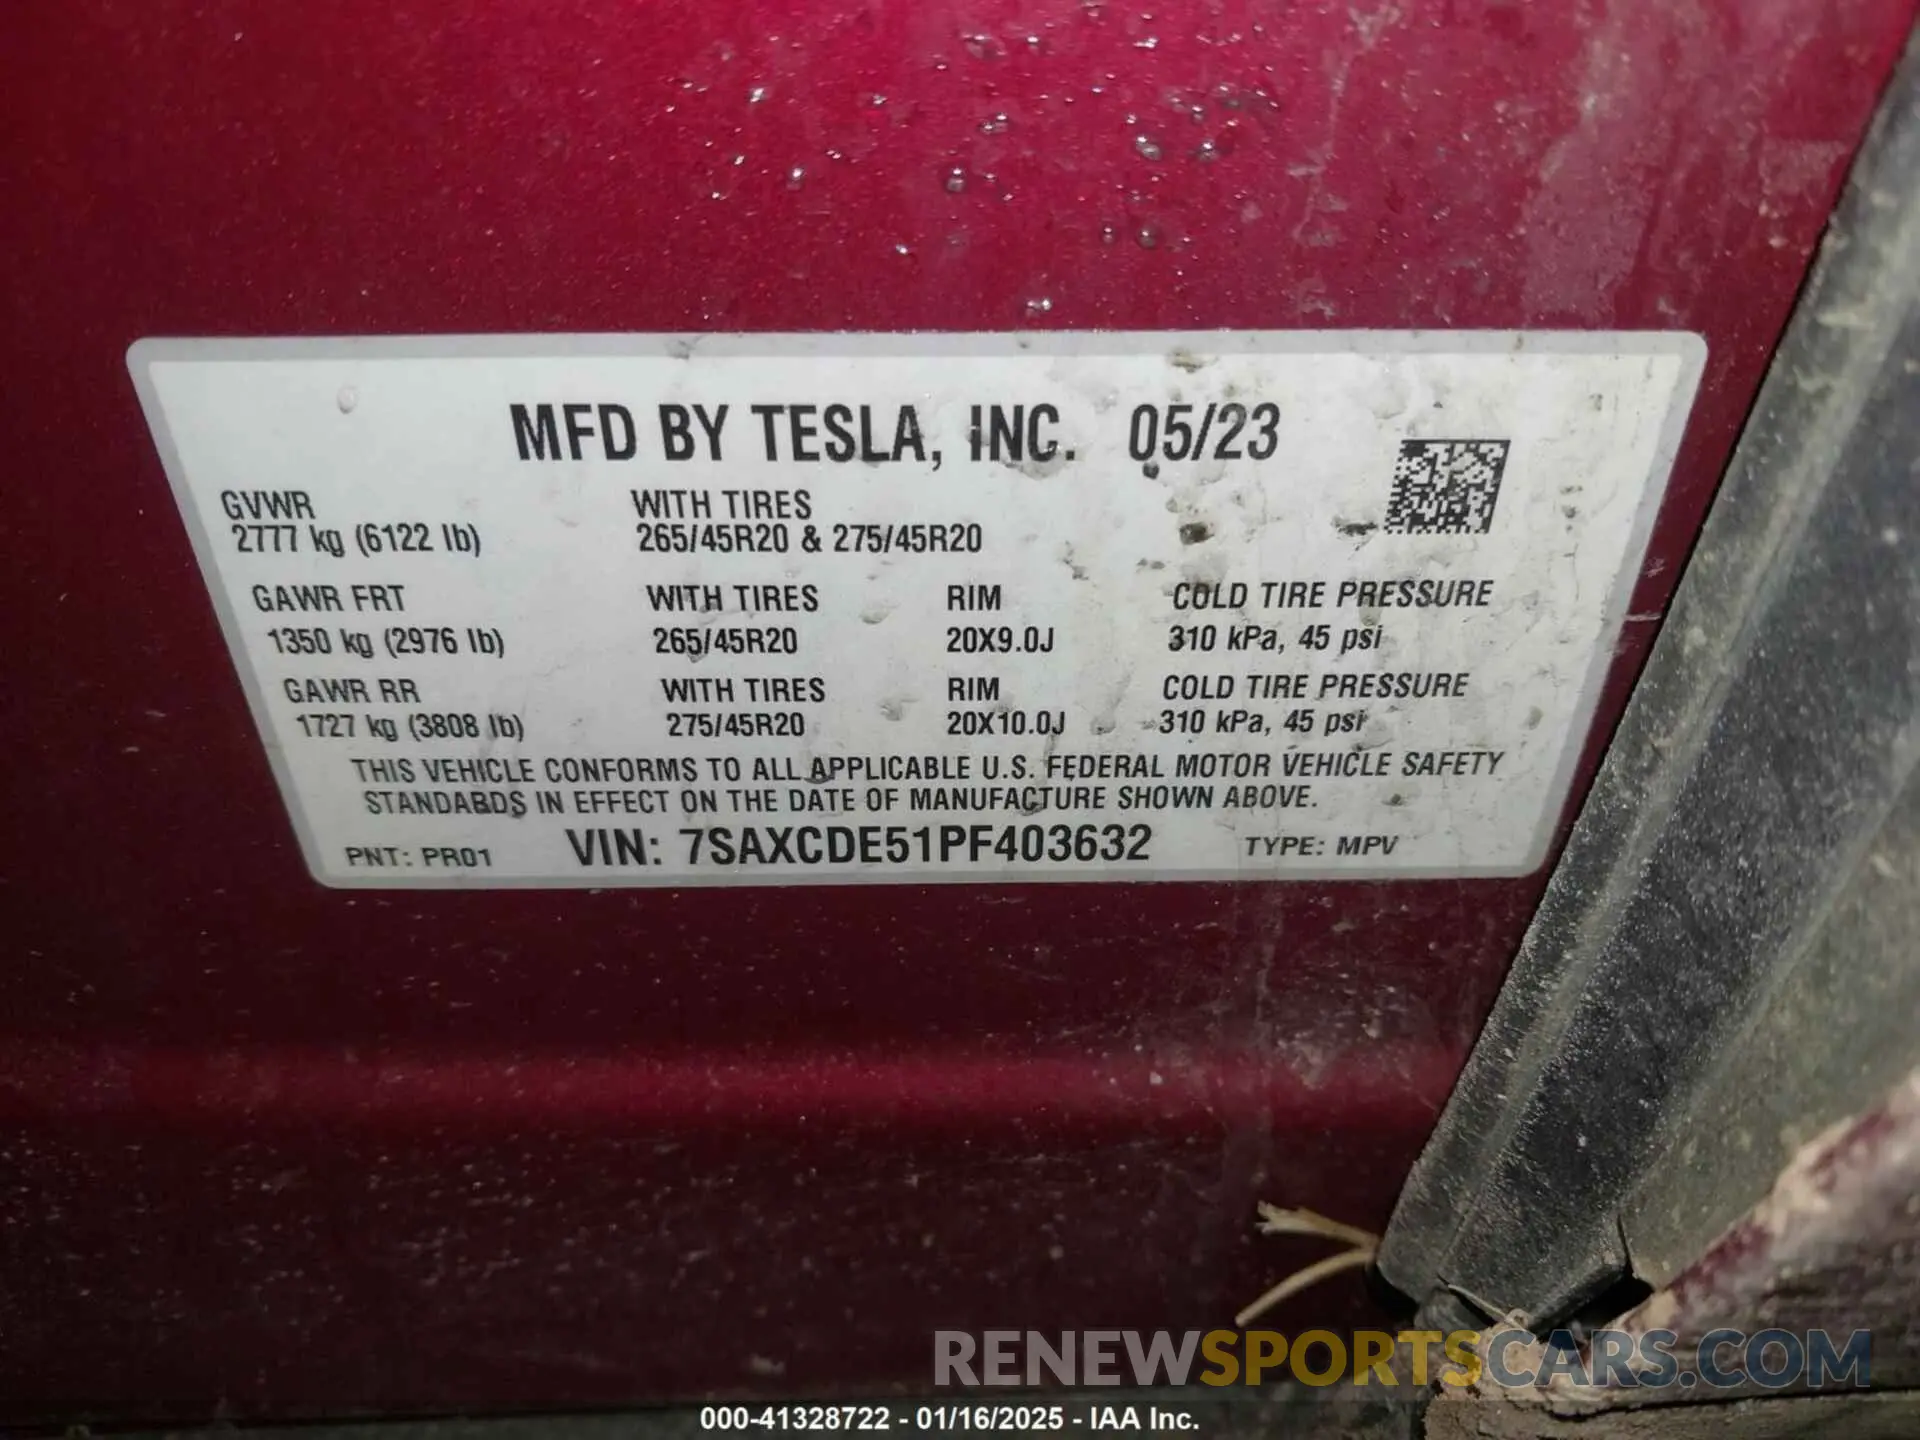 MFD BY TESLA, INC. 05/23
GVWR WITH TIRES
2777 kg (6122 lb) 265/45R20 & 275/45R20
GAWR FRT WITH TIRES RIM COLD TIRE PRESSURE
1350 kg (2976 lb) 265/45R20 20X9.0J 310 kPa, 45 psi
GAWR RR WITH TIRES RIM COLD TIRE PRESSURE
1727 kg (3808 lb) 275/45R20 20X10.0J 310 kPa, 45 psi
THIS VEHICLE CONFORMS TO ALL APPLICABLE U.S. FEDERAL MOTOR VEHICLE SAFETY
STANDARDS IN EFFECT ON THE DATE OF MANUFACTURE SHOWN ABOVE.
PNT: PR01 VIN: 7SAXCDE51PF403632 TYPE: MPV
RENEWSPORTSCARS.COM
000-41328722 - 01/16/2025 - IAA Inc.